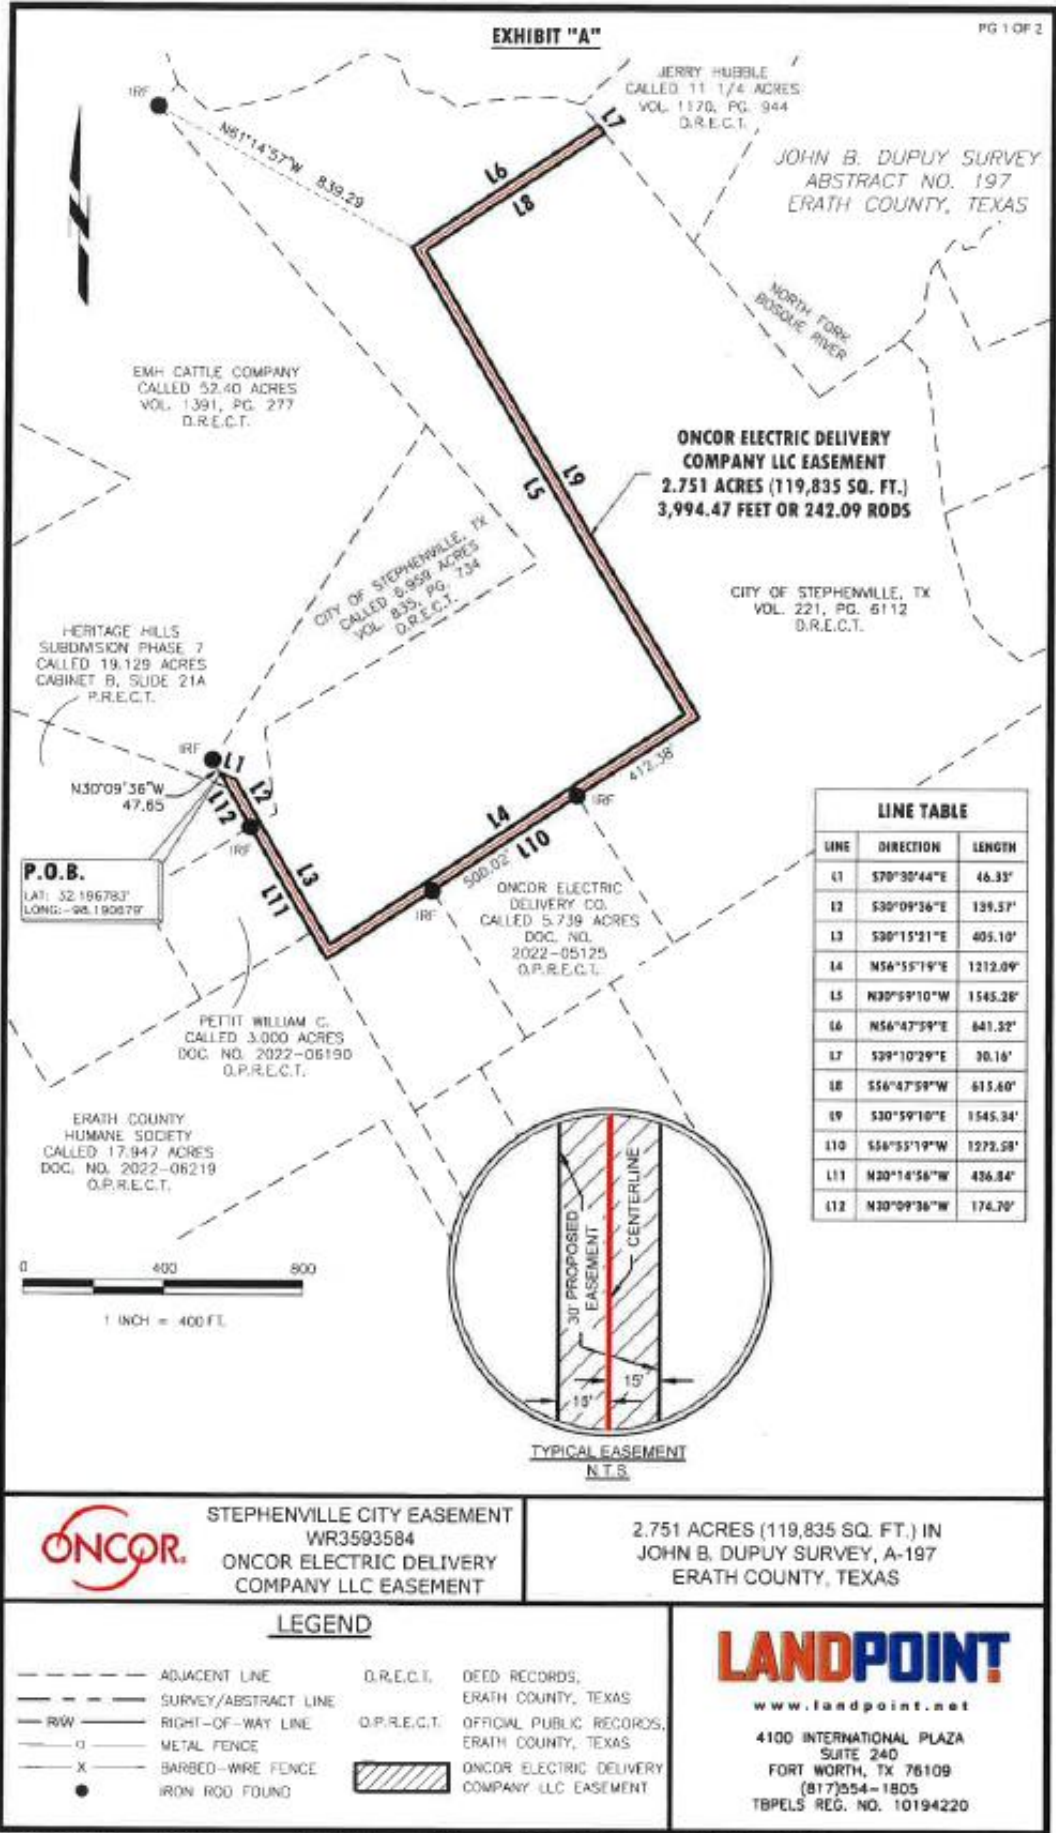 EXHIBIT "A"
PG 1 OF 2
IRF
N61°14'57"W 839.29
JERRY HUBBLE
CALLED 11 1/4 ACRES
VOL. 1170, PG. 944
D.R.E.C.T.
JOHN B. DUPUY SURVEY
ABSTRACT NO. 197
ERATH COUNTY, TEXAS
L7
L6
L8
NORTH FORK
BOSQUE RIVER
EMH CATTLE COMPANY
CALLED 52.40 ACRES
VOL. 1391, PG. 277
D.R.E.C.T.
ONCOR ELECTRIC DELIVERY
COMPANY LLC EASEMENT
2.751 ACRES (119,835 SQ. FT.)
3,994.47 FEET OR 242.09 RODS
L9
L5
CITY OF STEPHENVILLE, TX
CALLED 6.959 ACRES
VOL. 835, PG. 734
D.R.E.C.T.
CITY OF STEPHENVILLE, TX
VOL. 221, PG. 6112
D.R.E.C.T.
HERITAGE HILLS
SUBDIVISION PHASE 7
CALLED 19.129 ACRES
CABINET B, SLIDE 21A
P.R.E.C.T.
IRF
L1
L2
N30°09'36"W
47.65
L12
IRF
P.O.B.
LAT: 32.196783°
LONG:-98.190679°
L3
L11
L4
L10
500.02'
412.38'
IRF
IRF
ONCOR ELECTRIC
DELIVERY CO.
CALLED 5.739 ACRES
DOC. NO.
2022-05125
O.P.R.E.C.T.
PETTIT WILLIAM C.
CALLED 3.000 ACRES
DOC. NO. 2022-06190
O.P.R.E.C.T.
ERATH COUNTY
HUMANE SOCIETY
CALLED 17.947 ACRES
DOC. NO. 2022-06219
O.P.R.E.C.T.
LINE TABLE
LINE DIRECTION LENGTH
L1 S70°30'44"E 46.33'
L2 S30°09'36"E 139.57'
L3 S30°15'21"E 405.10'
L4 N56°55'19"E 1212.09'
L5 N30°59'10"W 1545.28'
L6 N56°47'59"E 641.32'
L7 S39°10'29"E 30.16'
L8 S56°47'59"W 615.60'
L9 S30°59'10"E 1545.34'
L10 S56°55'19"W 1272.58'
L11 N30°14'56"W 436.84'
L12 N30°09'36"W 174.70'
0 400 800
1 INCH = 400 FT.
30' PROPOSED
EASEMENT
CENTERLINE
15'
15'
TYPICAL EASEMENT
N.T.S.
ONCOR.
STEPHENVILLE CITY EASEMENT
WR3593584
ONCOR ELECTRIC DELIVERY
COMPANY LLC EASEMENT
2.751 ACRES (119,835 SQ. FT.) IN
JOHN B. DUPUY SURVEY, A-197
ERATH COUNTY, TEXAS
LEGEND
ADJACENT LINE
SURVEY/ABSTRACT LINE
R/W RIGHT-OF-WAY LINE
METAL FENCE
X BARBED-WIRE FENCE
IRON ROD FOUND
D.R.E.C.T. DEED RECORDS,
ERATH COUNTY, TEXAS
O.P.R.E.C.T. OFFICIAL PUBLIC RECORDS,
ERATH COUNTY, TEXAS
ONCOR ELECTRIC DELIVERY
COMPANY LLC EASEMENT
LANDPOINT
www.landpoint.net
4100 INTERNATIONAL PLAZA
SUITE 240
FORT WORTH, TX 76109
(817)554-1805
TBPELS REG. NO. 10194220